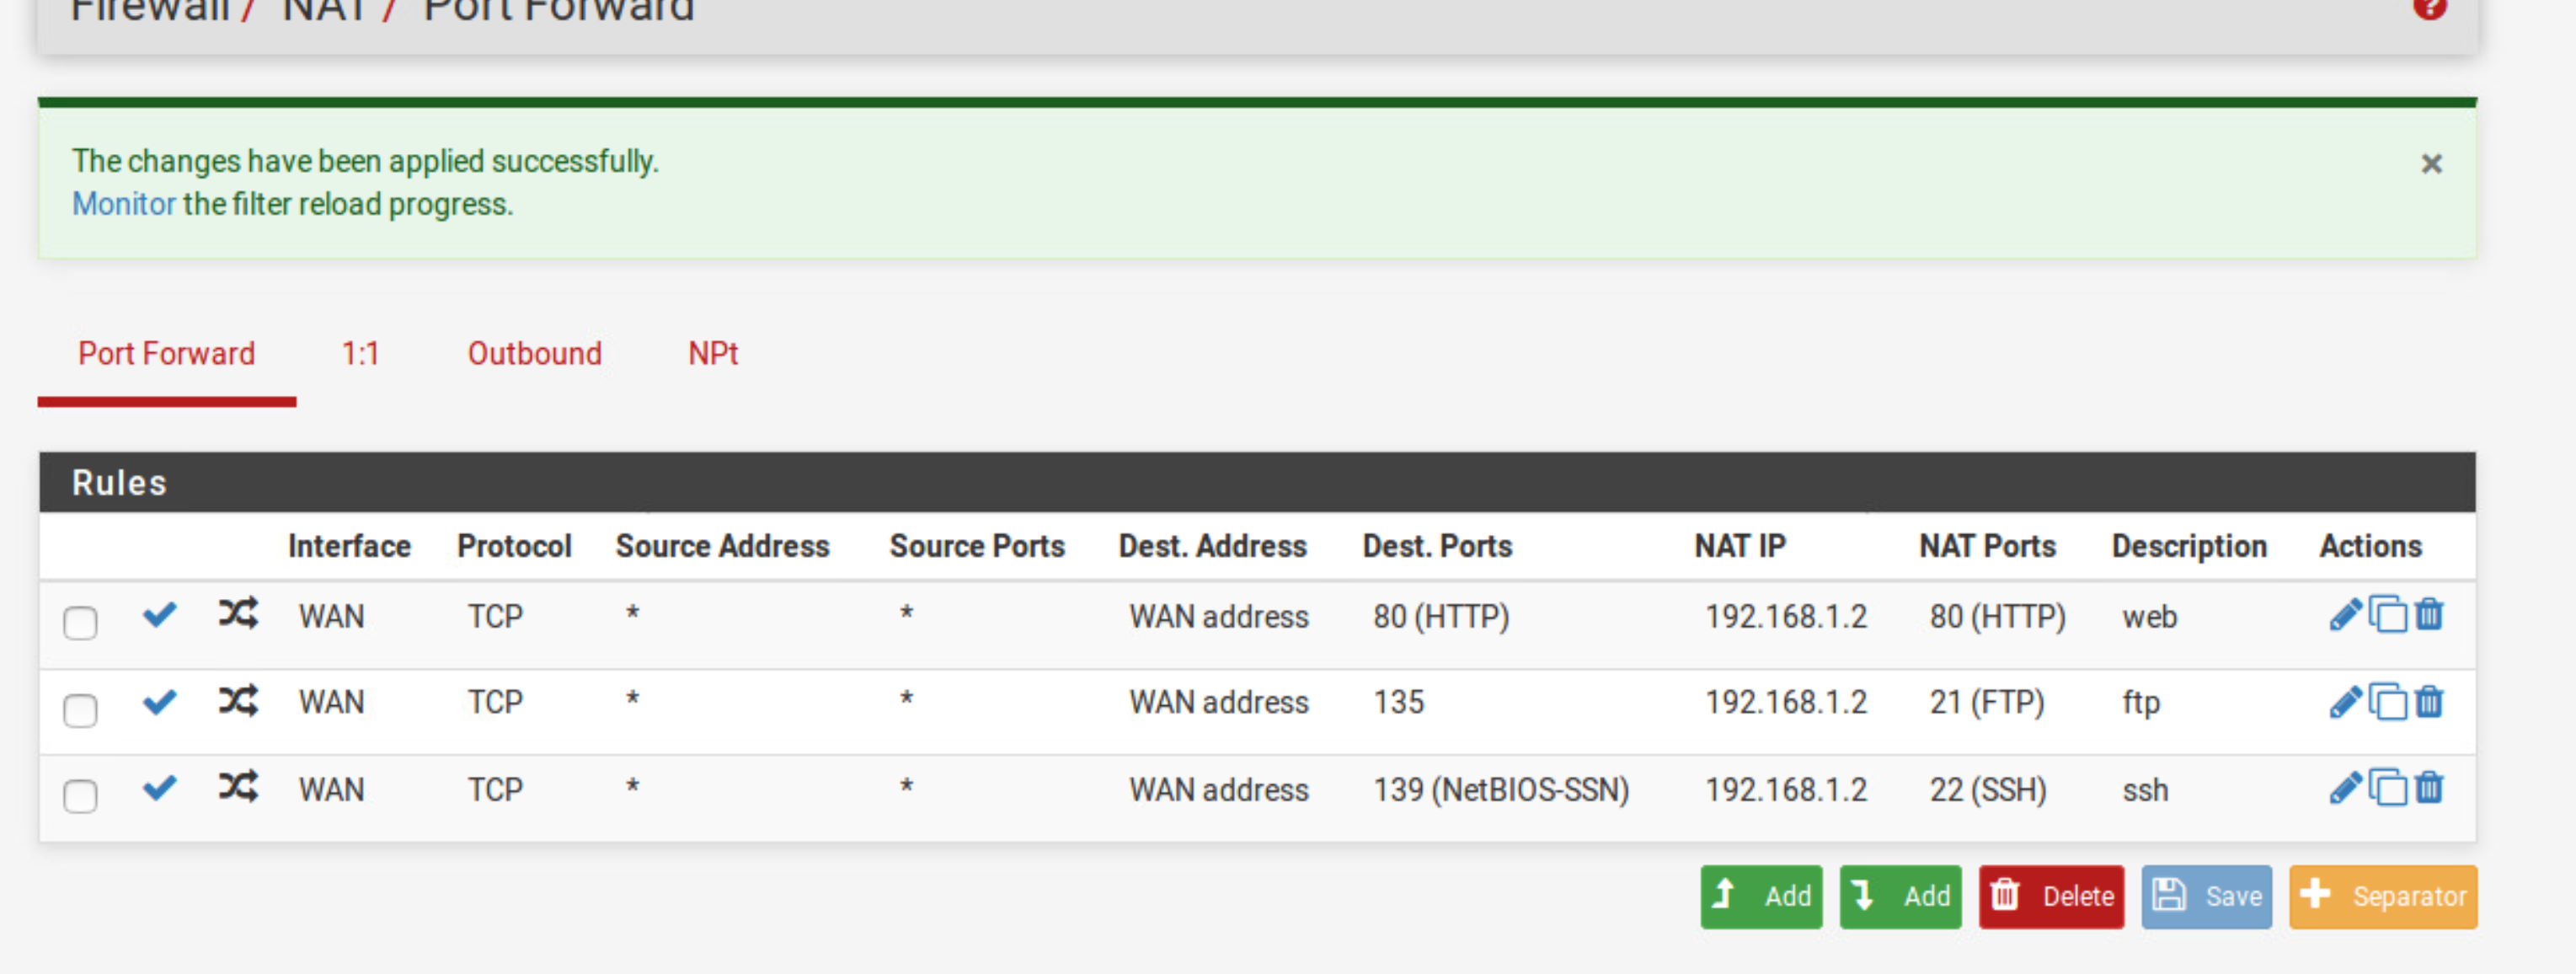 Firewall / NAT / Port Forward
The changes have been applied successfully.
Monitor the filter reload progress.
Port Forward 1:1 Outbound NPt
Rules
Interface Protocol Source Address Source Ports Dest. Address Dest. Ports NAT IP NAT Ports Description Actions
WAN TCP * * WAN address 80 (HTTP) 192.168.1.2 80 (HTTP) web
WAN TCP * * WAN address 135 192.168.1.2 21 (FTP) ftp
WAN TCP * * WAN address 139 (NetBIOS-SSN) 192.168.1.2 22 (SSH) ssh
Add Add Delete Save Separator